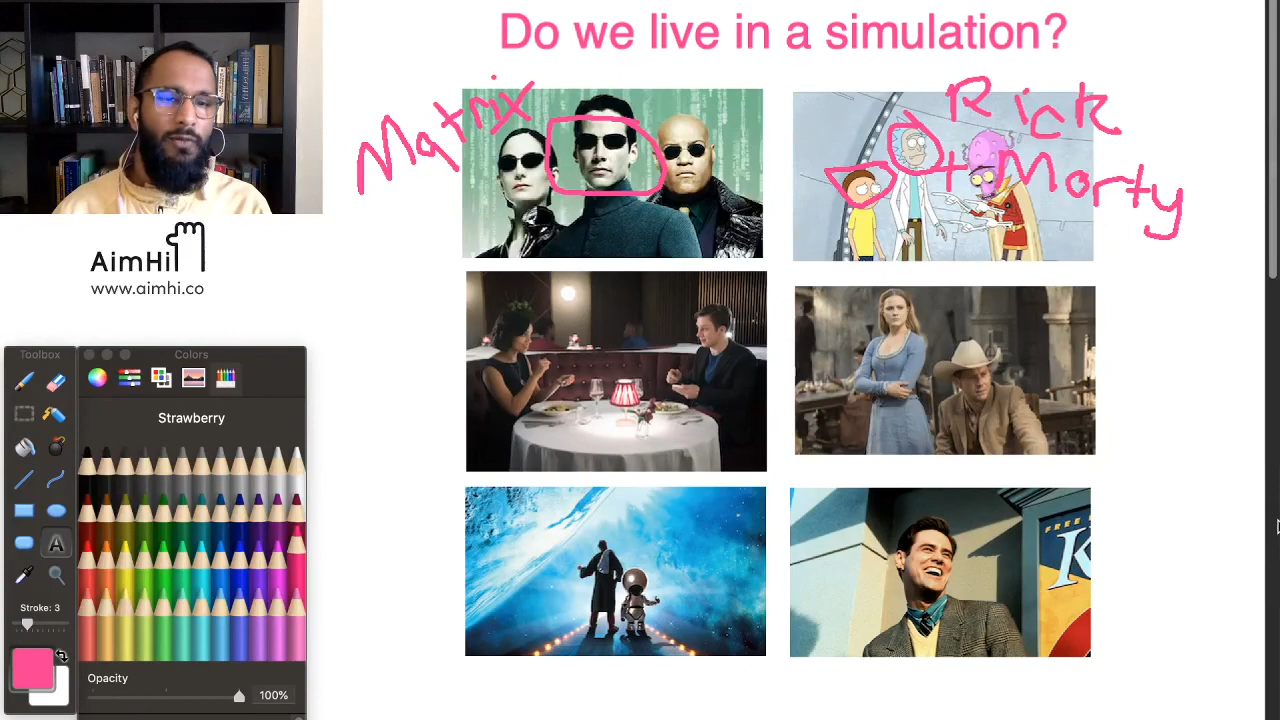 Do we live in a simulation?
Matrix
Rick
+ Morty
AimHi
www.aimhi.co
Toolbox
Colors
Strawberry
A
Stroke: 3
Opacity
100%
K